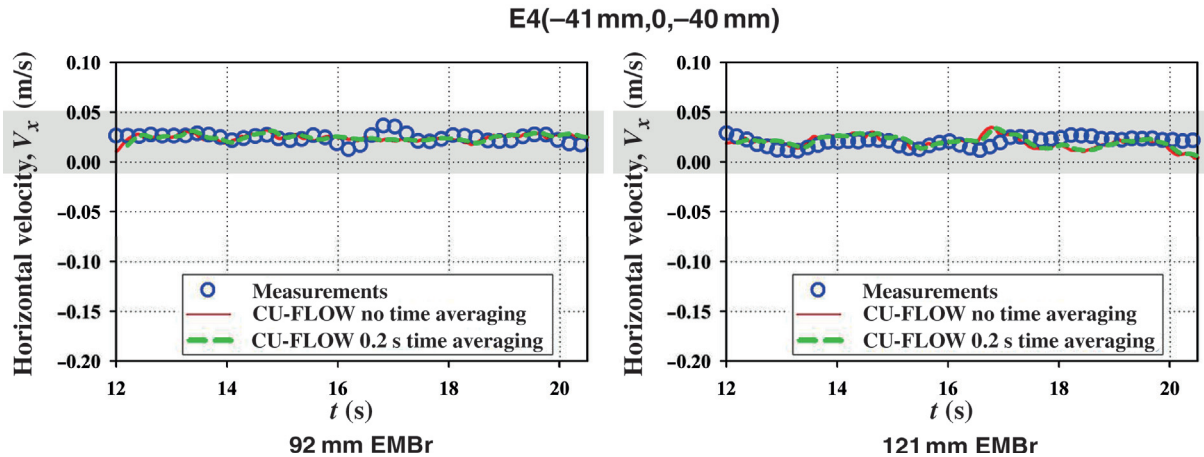 E4(–41 mm,0,–40 mm)
Horizontal velocity, Vx (m/s)
0.10
0.05
0.00
–0.05
–0.10
–0.15
–0.20
Measurements
CU-FLOW no time averaging
CU-FLOW 0.2 s time averaging
12 14 16 18 20
t (s)
92 mm EMBr
Horizontal velocity, Vx (m/s)
0.10
0.05
0.00
–0.05
–0.10
–0.15
–0.20
Measurements
CU-FLOW no time averaging
CU-FLOW 0.2 s time averaging
12 14 16 18 20
t (s)
121 mm EMBr